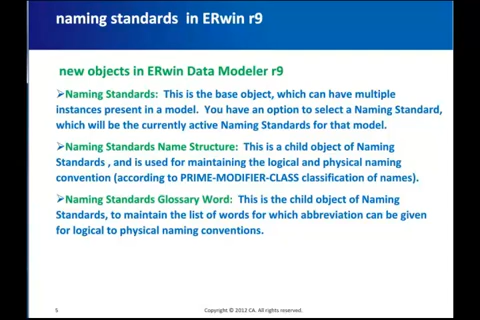 naming standards in ERwin r9
new objects in ERwin Data Modeler r9
➢Naming Standards: This is the base object, which can have multiple
instances present in a model. You have an option to select a Naming Standard,
which will be the currently active Naming Standards for that model.
➢Naming Standards Name Structure: This is a child object of Naming
Standards , and is used for maintaining the logical and physical naming
convention (according to PRIME-MODIFIER-CLASS classification of names).
➢Naming Standards Glossary Word: This is the child object of Naming
Standards, to maintain the list of words for which abbreviation can be given
for logical to physical naming conventions.
5 Copyright © 2012 CA. All rights reserved.